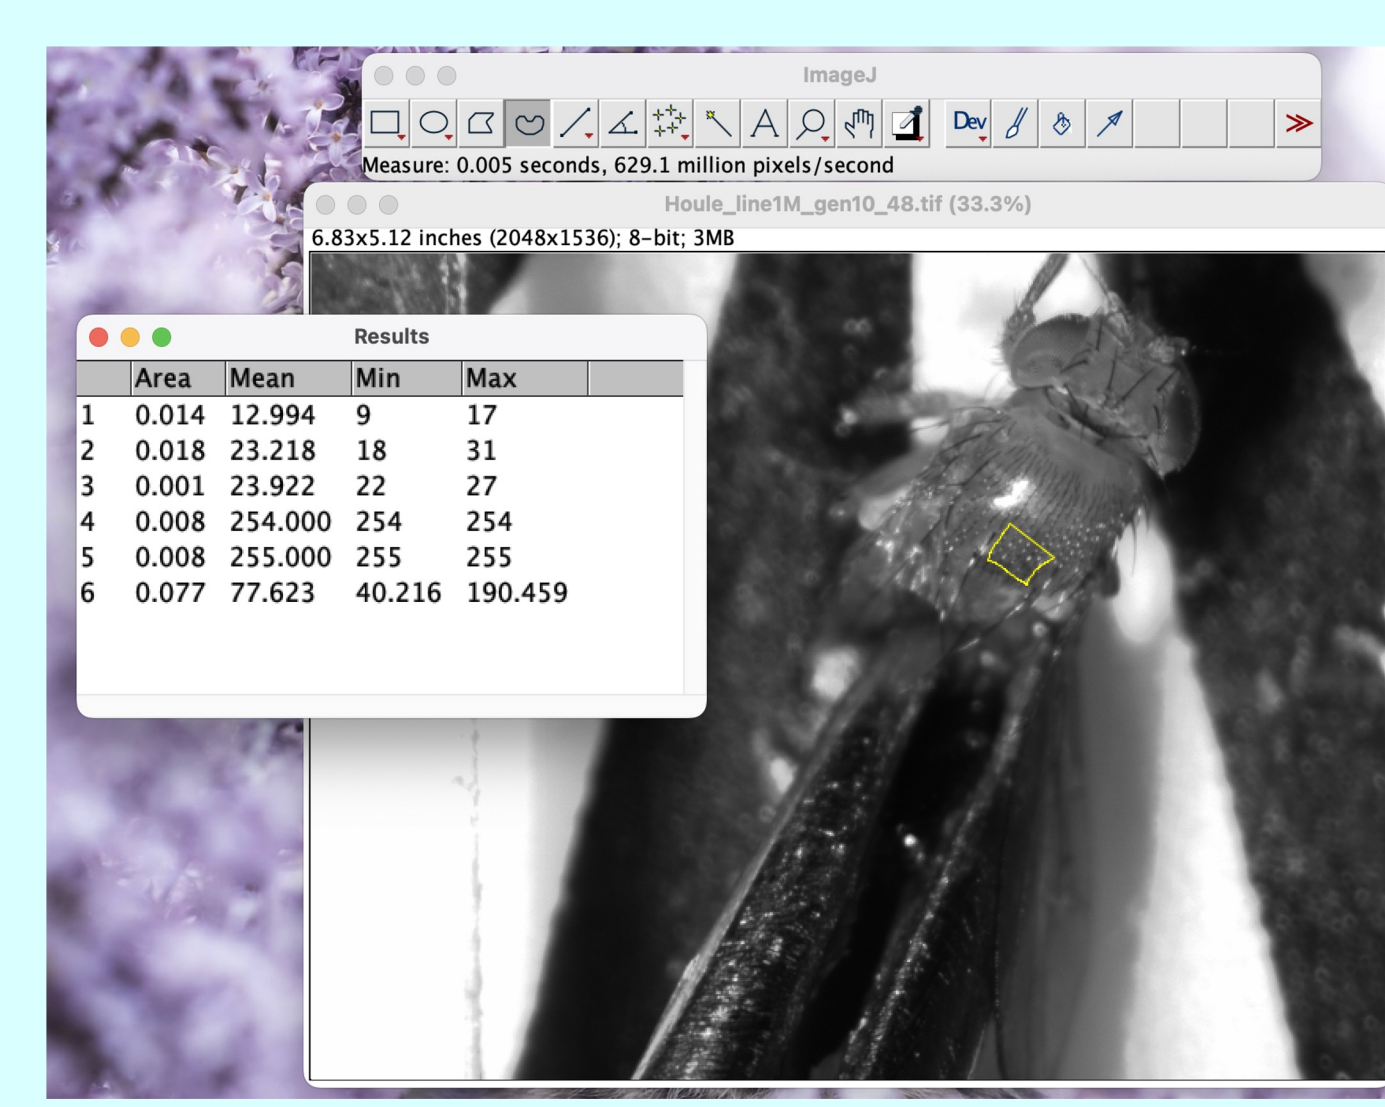 ImageJ
Dev
Measure: 0.005 seconds, 629.1 million pixels/second
Houle_line1M_gen10_48.tif (33.3%)
6.83x5.12 inches (2048x1536); 8-bit; 3MB
Results
Area Mean Min Max
1 0.014 12.994 9 17
2 0.018 23.218 18 31
3 0.001 23.922 22 27
4 0.008 254.000 254 254
5 0.008 255.000 255 255
6 0.077 77.623 40.216 190.459